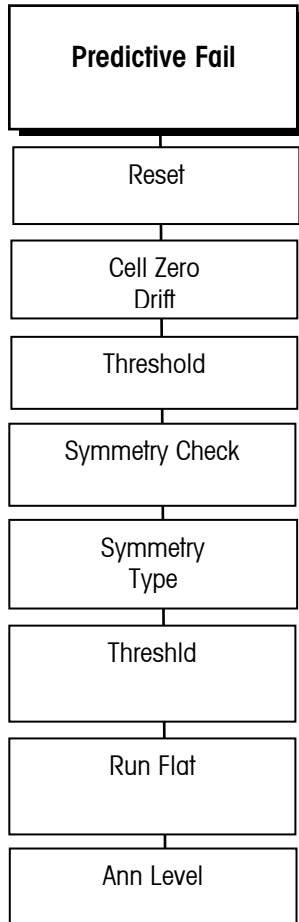 Predictive Fail
Reset
Cell Zero
Drift
Threshold
Symmetry Check
Symmetry
Type
Threshld
Run Flat
Ann Level